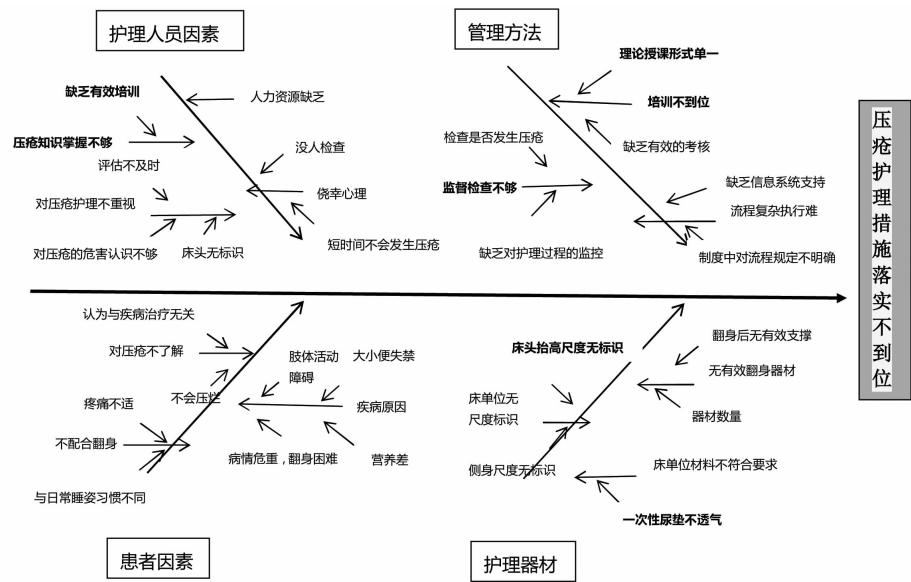 护理人员因素
管理方法
理论授课形式单一
缺乏有效培训
人力资源缺乏
培训不到位
压疮知识掌握不够
没人检查
检查是否发生压疮
缺乏有效的考核
评估不及时
侥幸心理
监督检查不够
缺乏信息系统支持
对压疮护理不重视
流程复杂执行难
对压疮的危害认识不够
床头无标识
短时间不会发生压疮
缺乏对护理过程的监控
制度中对流程规定不明确
压疮护理措施落实不到位
认为与疾病治疗无关
对压疮不了解
肢体活动
障碍
大小便失禁
床头抬高尺度无标识
翻身后无有效支撑
无有效翻身器材
疼痛不适
不会压烂
疾病原因
床单位无
尺度标识
器材数量
不配合翻身
病情危重，翻身困难
营养差
侧身尺度无标识
床单位材料不符合要求
与日常睡姿习惯不同
一次性尿垫不透气
患者因素
护理器材